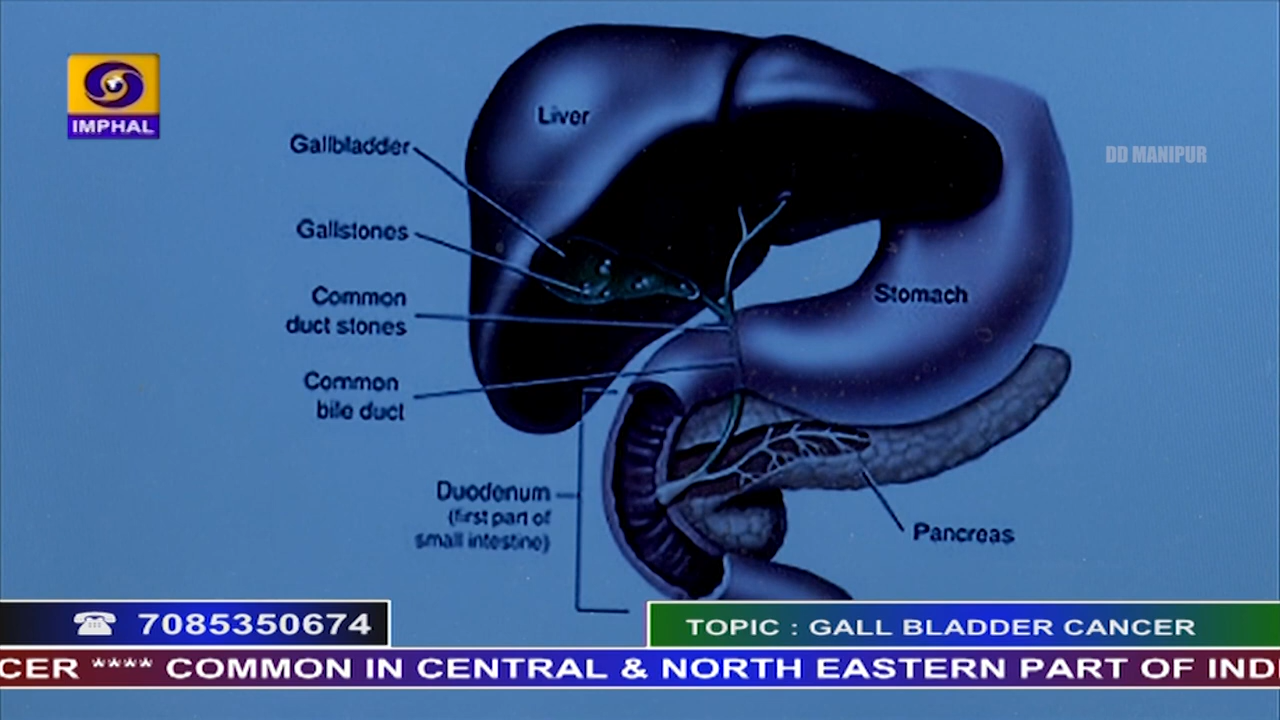 IMPHAL
DD MANIPUR
Liver
Gallbladder
Gallstones
Common
duct stones
Stomach
Common
bile duct
Duodenum
(first part of
small intestine)
Pancreas
7085350674
TOPIC : GALL BLADDER CANCER
CER **** COMMON IN CENTRAL & NORTH EASTERN PART OF IND